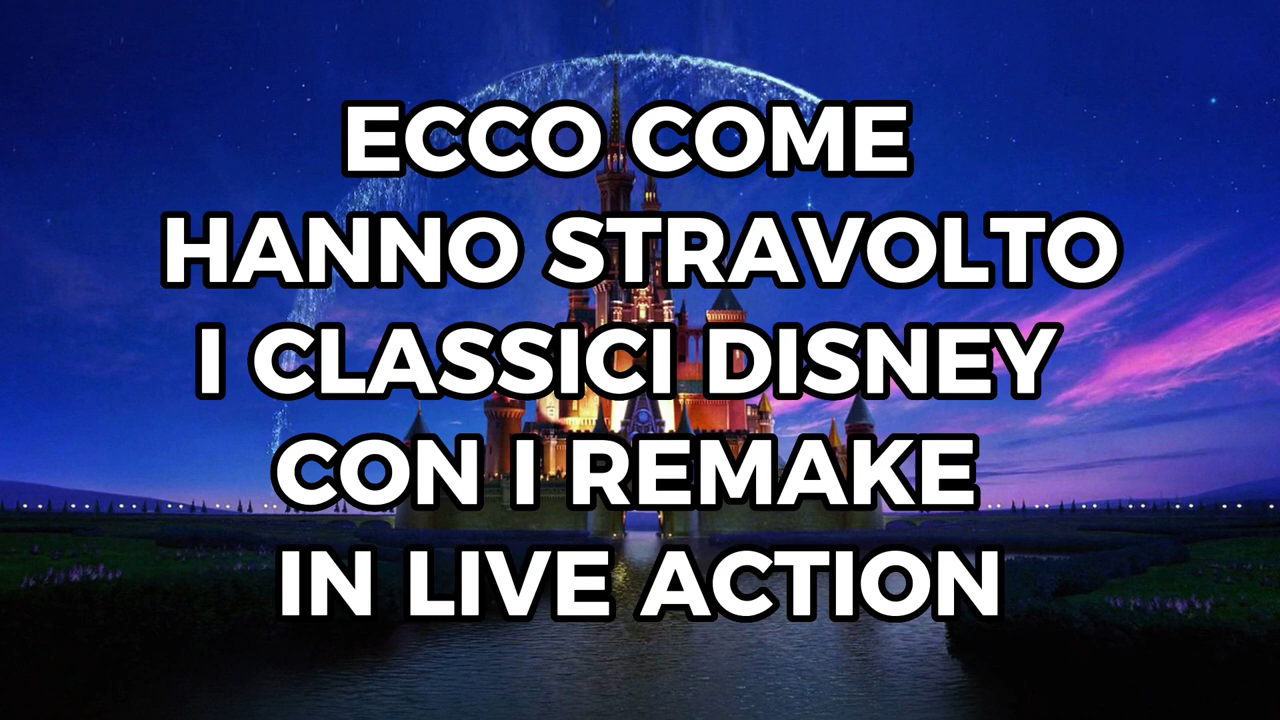 ECCO COME
HANNO STRAVOLTO
I CLASSICI DISNEY
CON I REMAKE
IN LIVE ACTION